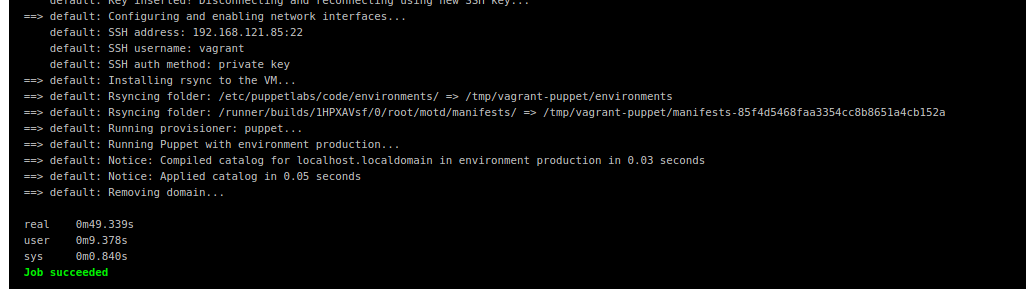 default: Key inserted! Disconnecting and reconnecting using new SSH key...
==> default: Configuring and enabling network interfaces...
default: SSH address: 192.168.121.85:22
default: SSH username: vagrant
default: SSH auth method: private key
==> default: Installing rsync to the VM...
==> default: Rsyncing folder: /etc/puppetlabs/code/environments/ => /tmp/vagrant-puppet/environments
==> default: Rsyncing folder: /runner/builds/1HPXAVsf/0/root/motd/manifests/ => /tmp/vagrant-puppet/manifests-85f4d5468faa3354cc8b8651a4cb152a
==> default: Running provisioner: puppet...
==> default: Running Puppet with environment production...
==> default: Notice: Compiled catalog for localhost.localdomain in environment production in 0.03 seconds
==> default: Notice: Applied catalog in 0.05 seconds
==> default: Removing domain...
real 0m49.339s
user 0m9.378s
sys 0m0.840s
Job succeeded